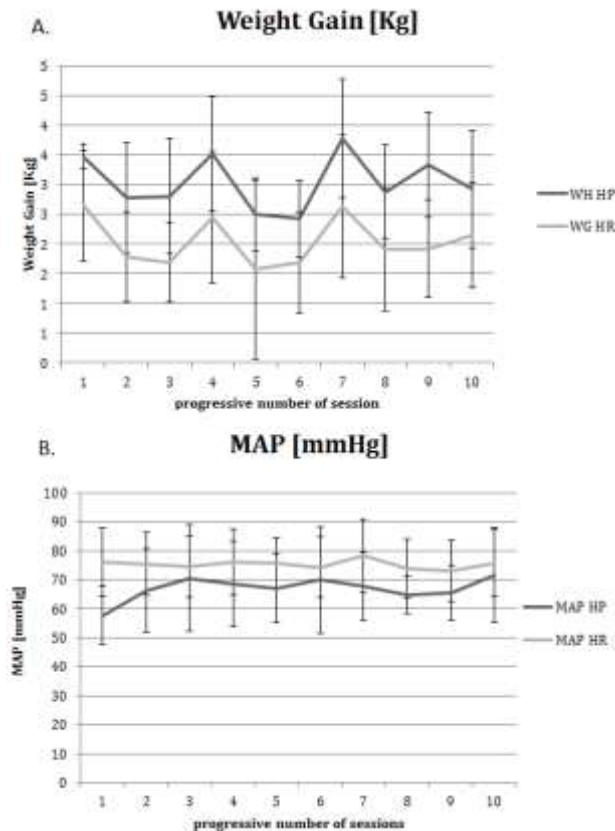 A.
Weight Gain [Kg]
5
5
4
4
3
3
2
2
1
1
0
Weight Gain [Kg]
WH HP
WG HR
1 2 3 4 5 6 7 8 9 10
progressive number of session
B.
MAP [mmHg]
100
90
80
70
60
50
40
30
20
10
0
MAP [mmHg]
MAP HP
MAP HR
1 2 3 4 5 6 7 8 9 10
progressive number of sessions